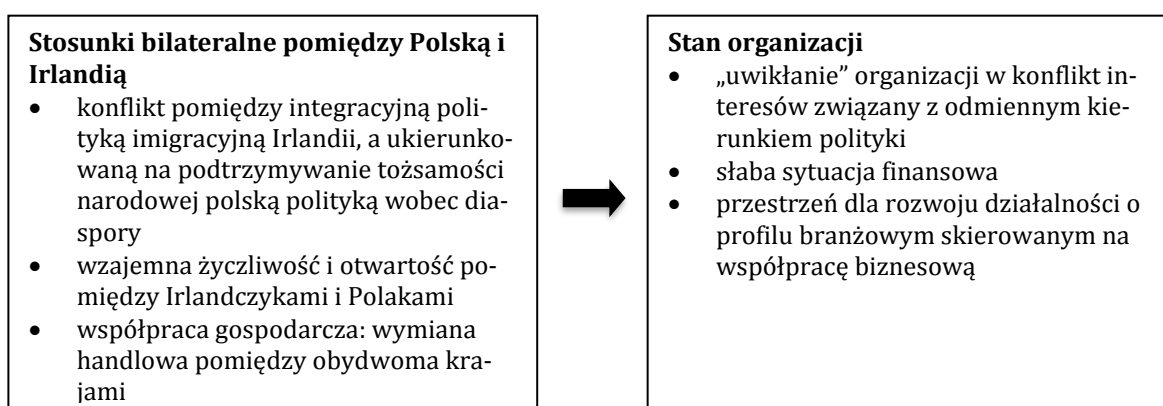 Stosunki bilateralne pomiędzy Polską i
Irlandią
• konflikt pomiędzy integracyjną poli-
tyką imigracyjną Irlandii, a ukierunko-
waną na podtrzymywanie tożsamości
narodowej polską polityką wobec dia-
spory
• wzajemna życzliwość i otwartość po-
między Irlandczykami i Polakami
• współpraca gospodarcza: wymiana
handlowa pomiędzy obydwoma kra-
jami
Stan organizacji
• „uwikłanie” organizacji w konflikt in-
teresów związany z odmiennym kie-
runkiem polityki
• słaba sytuacja finansowa
• przestrzeń dla rozwoju działalności o
profilu branżowym skierowanym na
współpracę biznesową